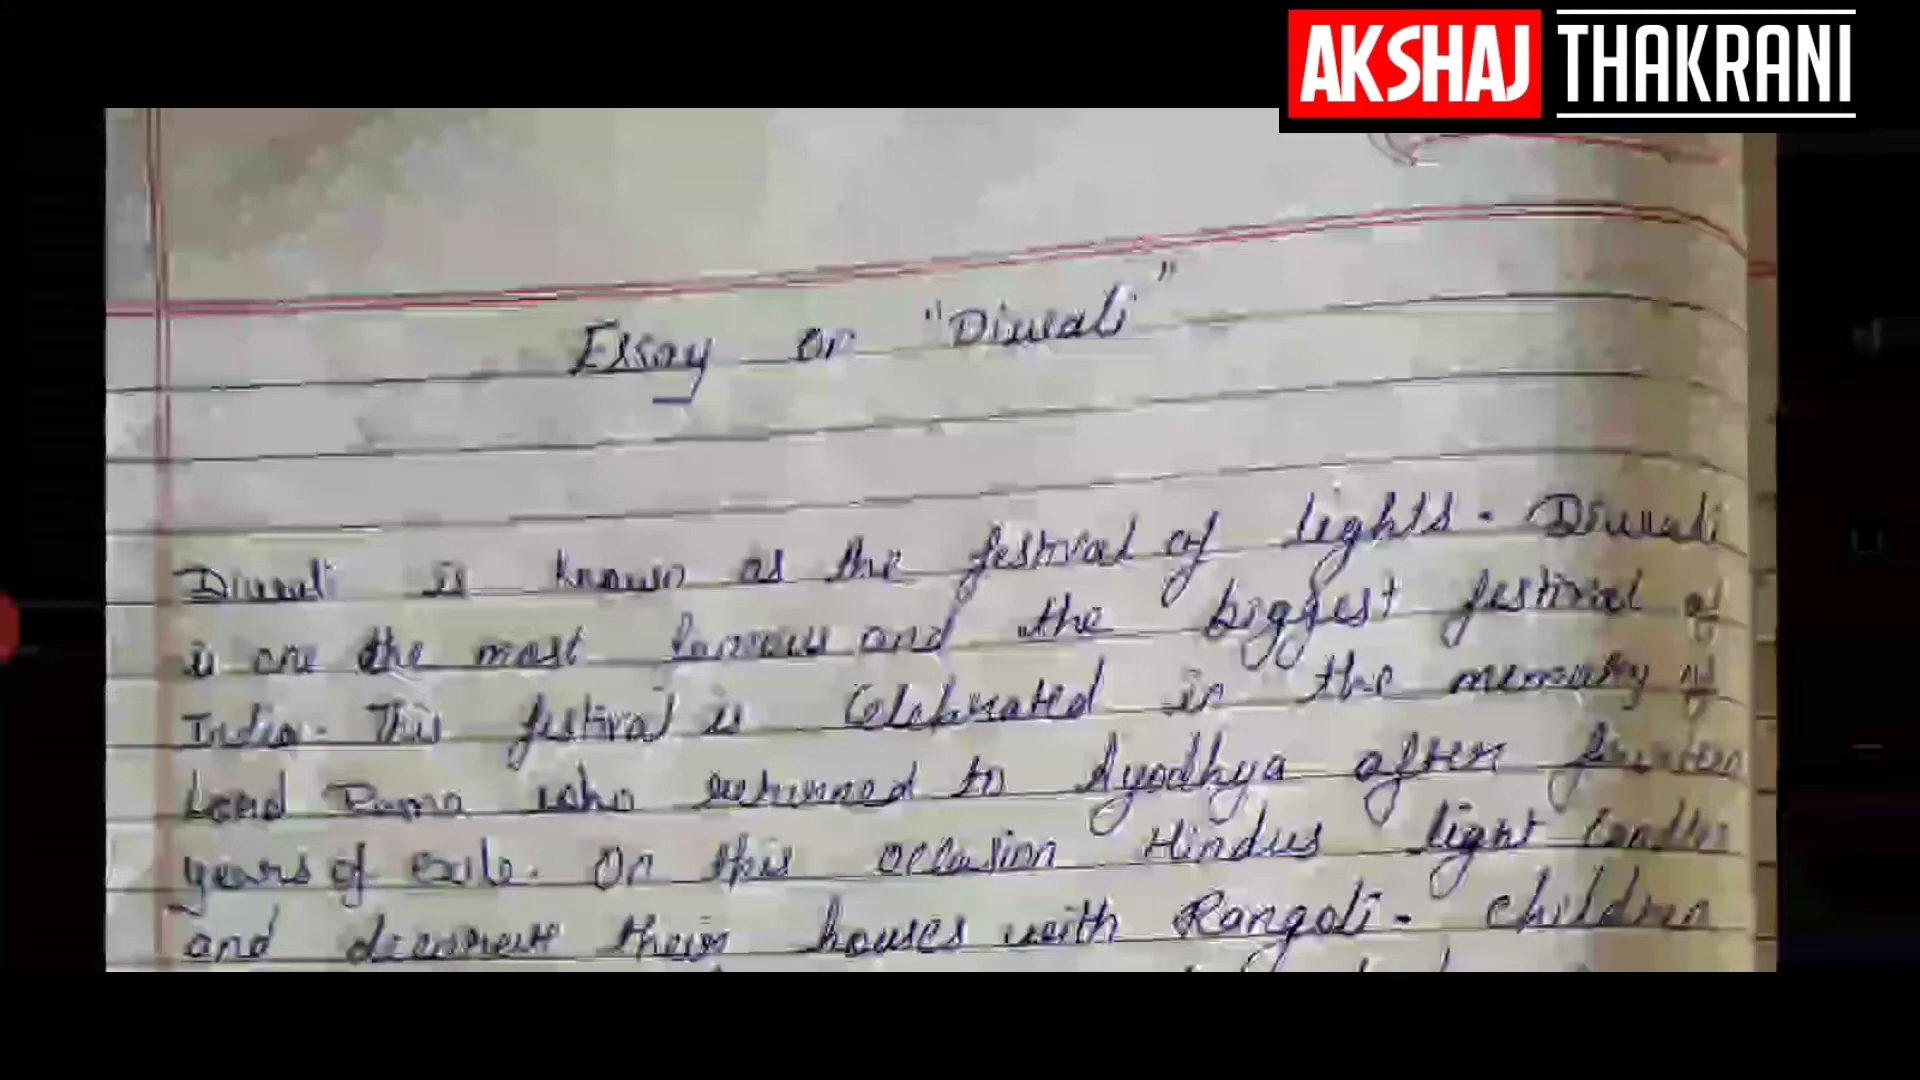 AKSHAJ THAKRANI
Essay on "Diwali"
Diwali is known as the festival of lights. Diwali
is one the most famous and the biggest festival of
India. This festival is Celebrated in the memory of
Lord Rama who returned to Ayodhya after fourteen
years of exile. On this occasion Hindus light candles
and decorate their houses with Rangoli. children